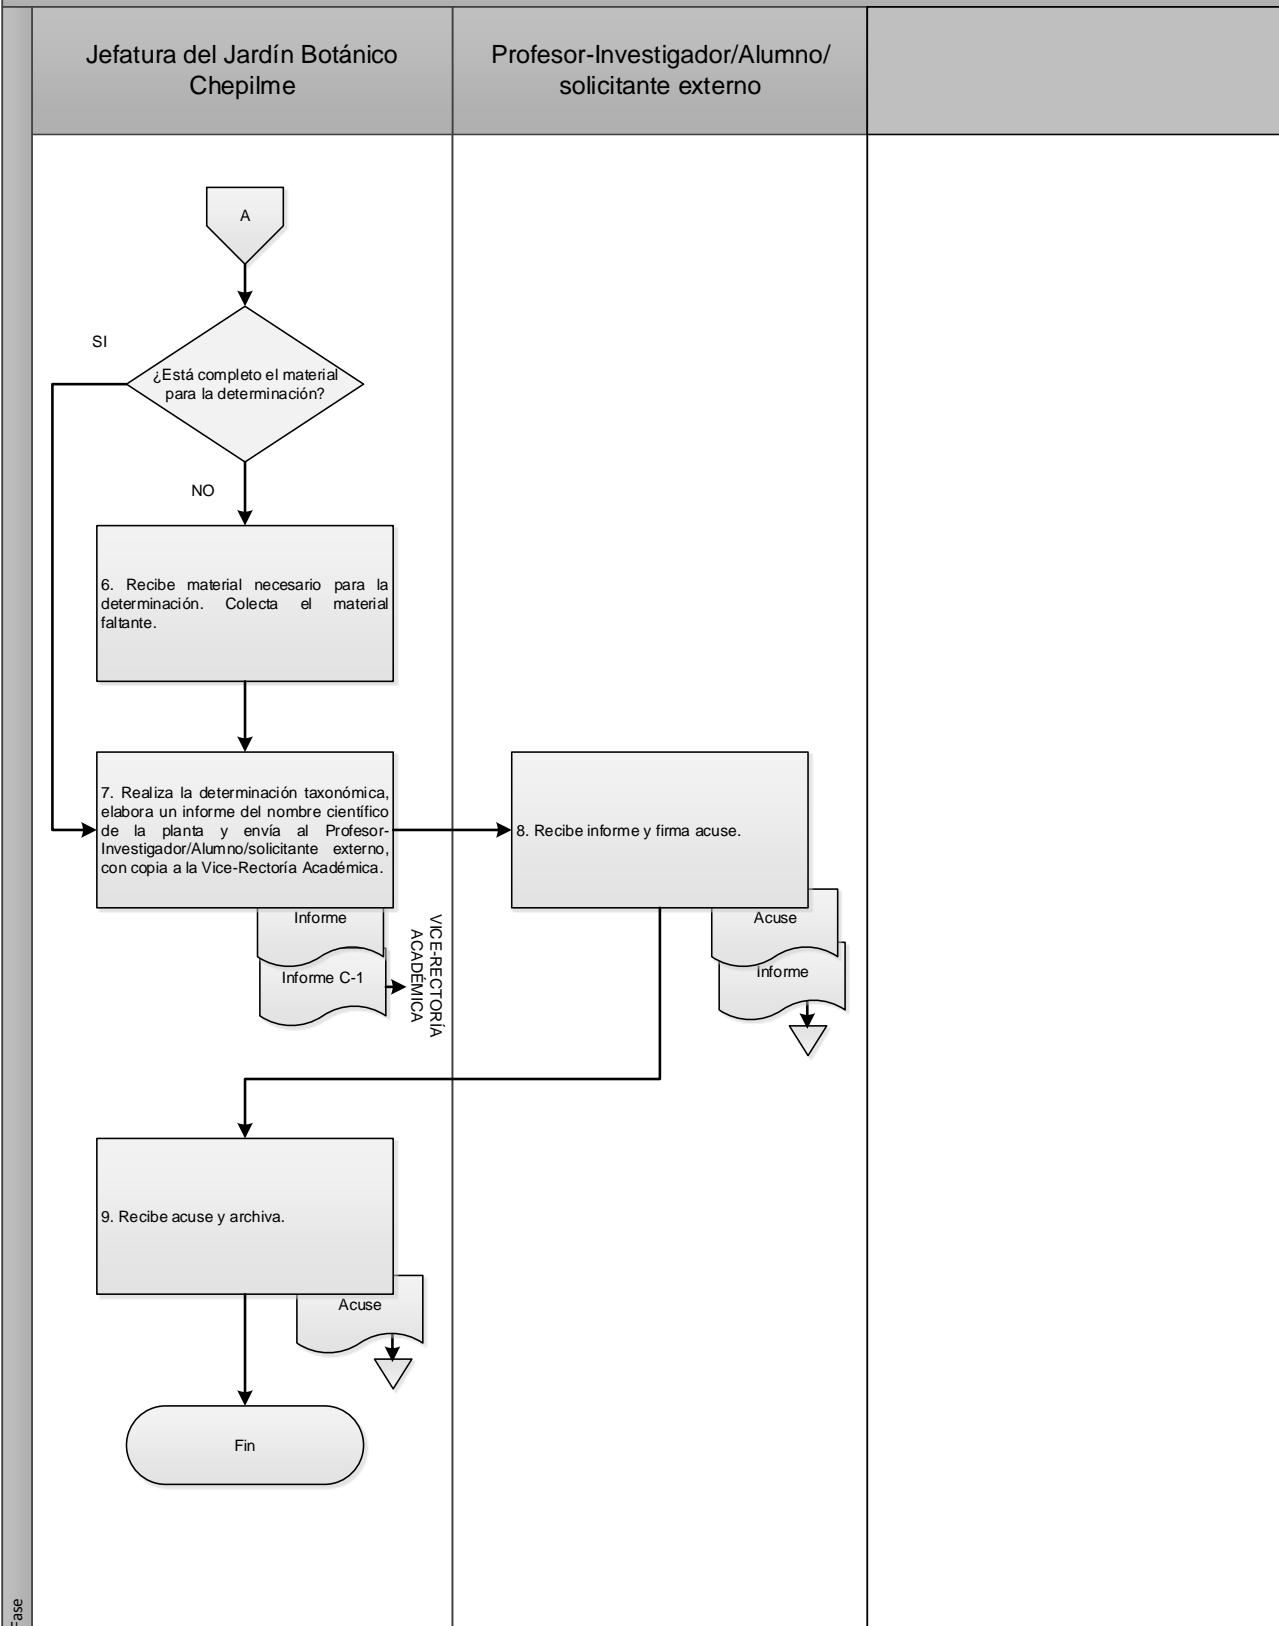 Jefatura del Jardín Botánico
Chepilme
Profesor-Investigador/Alumno/
solicitante externo
A
SI
¿Está completo el material
para la determinación?
NO
6. Recibe material necesario para la
determinación. Colecta el material
faltante.
7. Realiza la determinación taxonómica,
elabora un informe del nombre científico
de la planta y envía al Profesor-
Investigador/Alumno/solicitante externo,
con copia a la Vice-Rectoría Académica.
8. Recibe informe y firma acuse.
Informe
Informe C-1
VICE-RECTORÍA
ACADÉMICA
Acuse
Informe
9. Recibe acuse y archiva.
Acuse
Fin
Fase